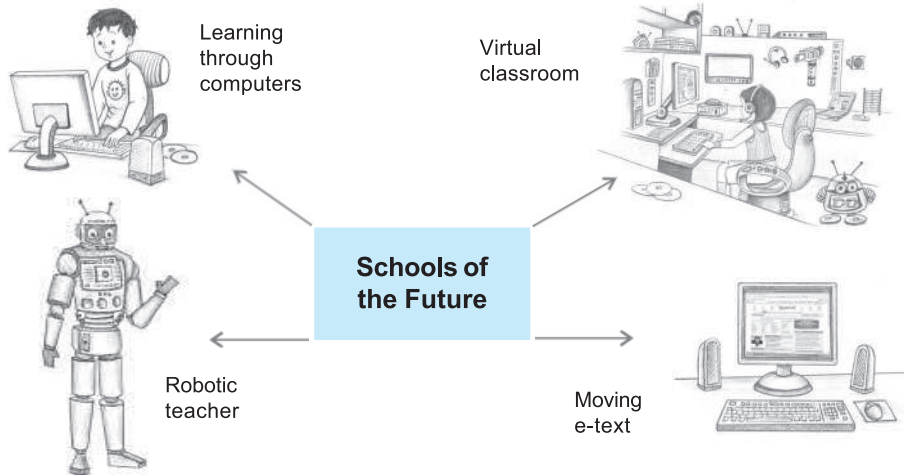 Learning
through
computers
Virtual
classroom
Schools of
the Future
Robotic
teacher
Moving
e-text